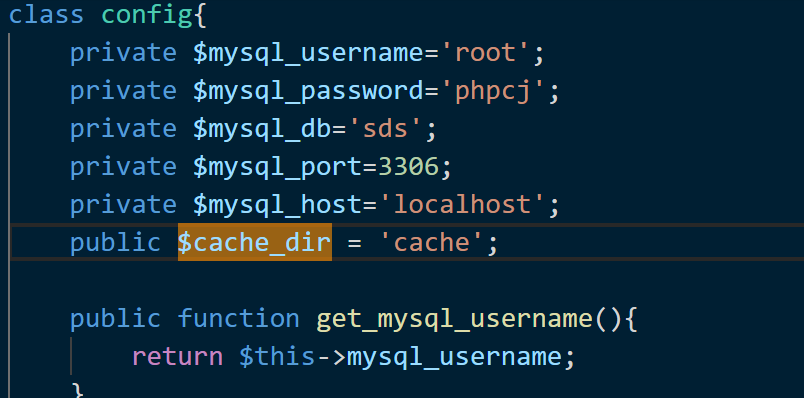 class config{
    private $mysql_username='root';
    private $mysql_password='phpcj';
    private $mysql_db='sds';
    private $mysql_port=3306;
    private $mysql_host='localhost';
    public $cache_dir = 'cache';
    public function get_mysql_username(){
        return $this->mysql_username;
    }